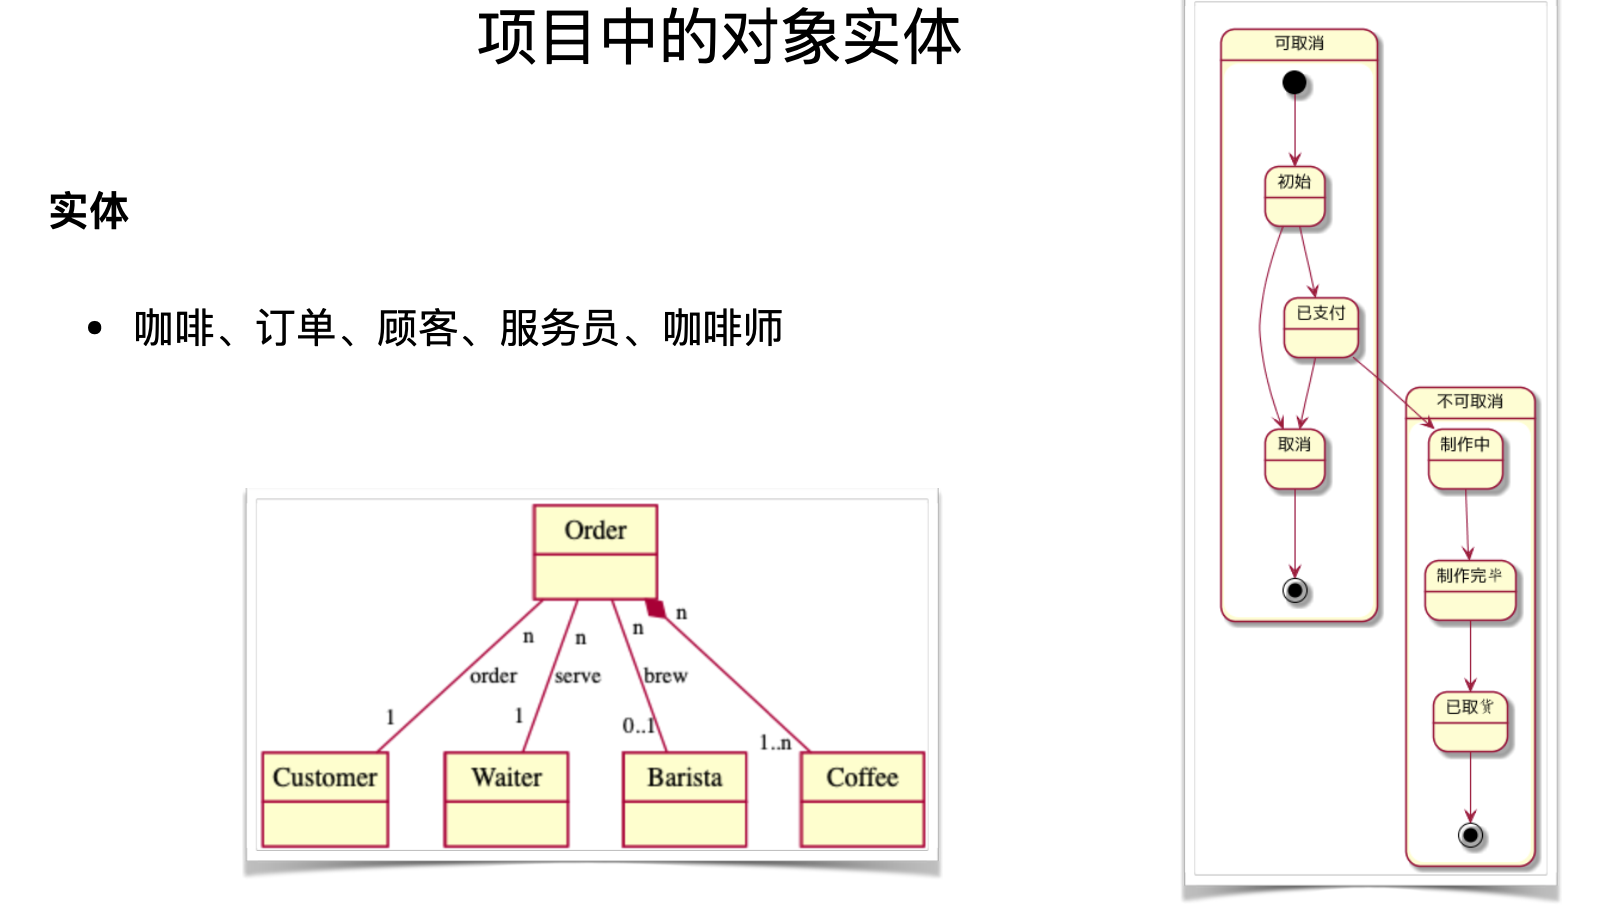 项目中的对象实体
实体
• 咖啡、订单、顾客、服务员、咖啡师
Order
n
n
n
n
order
serve
brew
1
1
0..1
1..n
Customer
Waiter
Barista
Coffee
可取消
初始
已支付
取消
不可取消
制作中
制作完毕
已取货